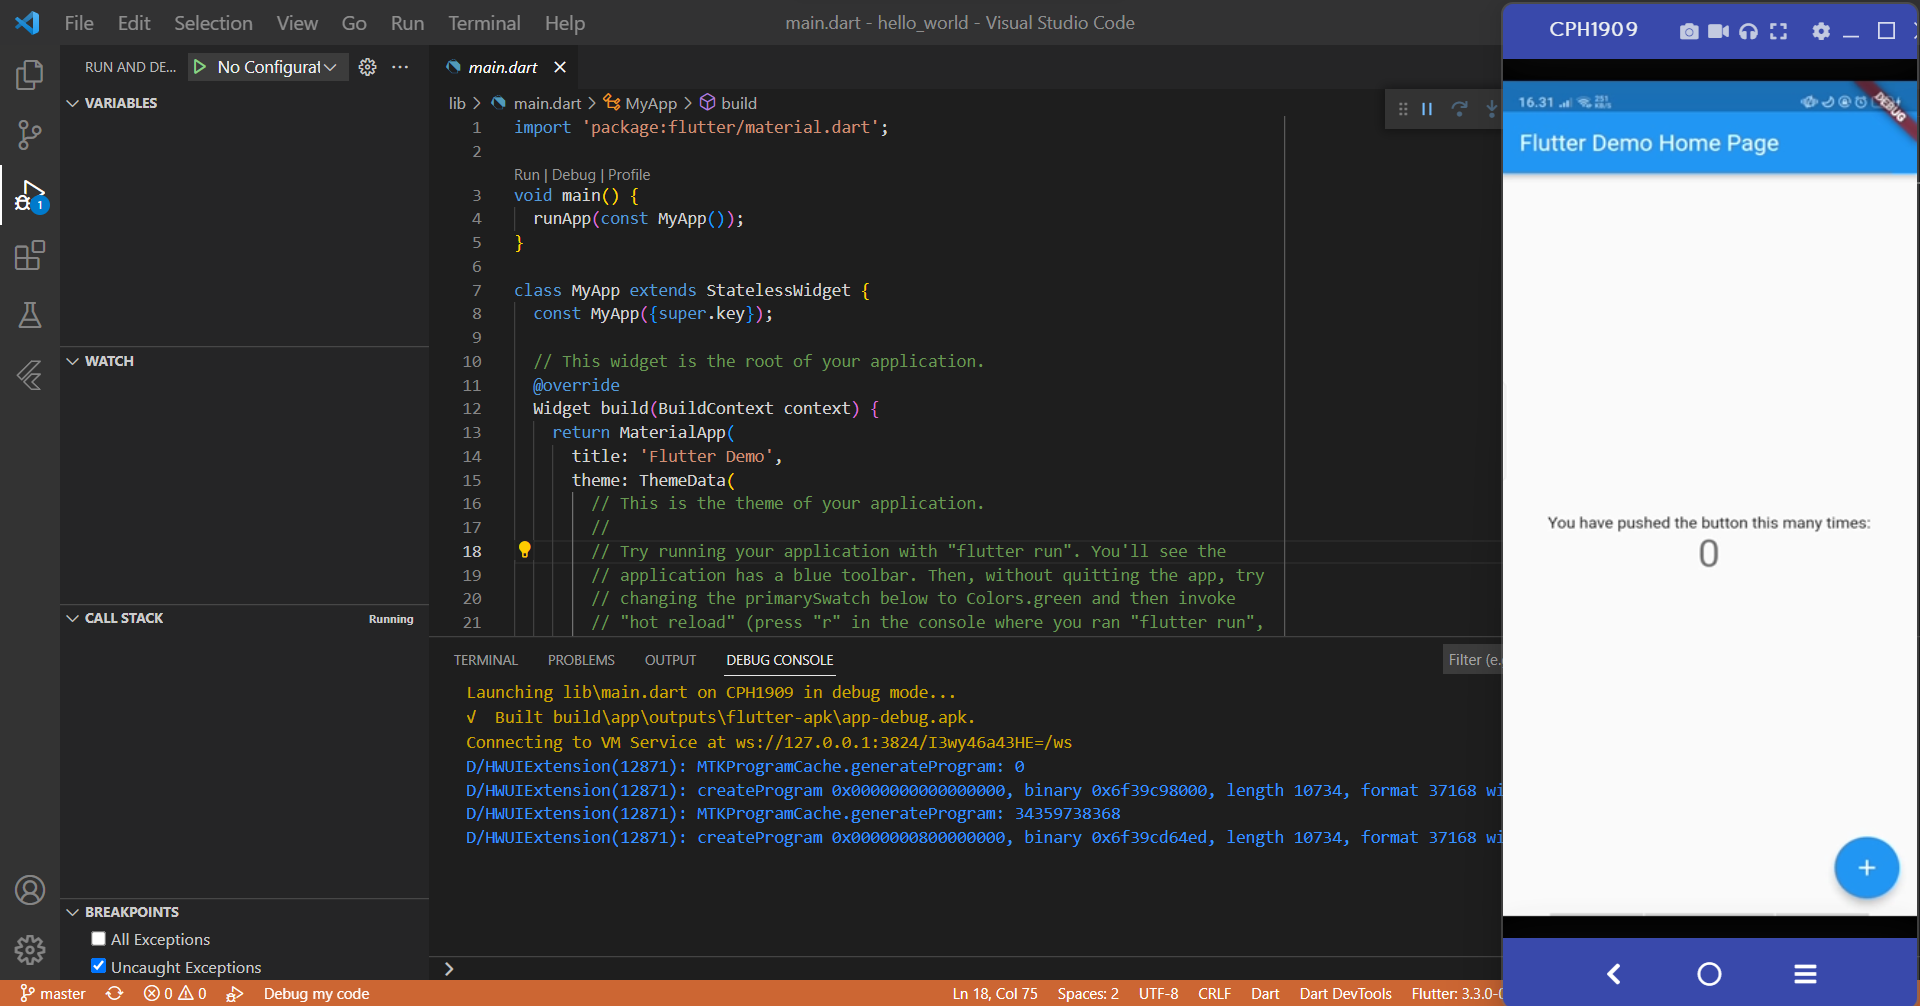 File Edit Selection View Go Run Terminal Help
main.dart - hello_world - Visual Studio Code
RUN AND DE...
No Configurat
VARIABLES
WATCH
CALL STACK
Running
BREAKPOINTS
All Exceptions
Uncaught Exceptions
1
main.dart
lib > main.dart > MyApp > build
1 import 'package:flutter/material.dart';
2
Run | Debug | Profile
3 void main() {
4 runApp(const MyApp());
5 }
6
7 class MyApp extends StatelessWidget {
8 const MyApp({super.key});
9
10 // This widget is the root of your application.
11 @override
12 Widget build(BuildContext context) {
13 return MaterialApp(
14 title: 'Flutter Demo',
15 theme: ThemeData(
16 // This is the theme of your application.
17 //
18 // Try running your application with "flutter run". You'll see the
19 // application has a blue toolbar. Then, without quitting the app, try
20 // changing the primarySwatch below to Colors.green and then invoke
21 // "hot reload" (press "r" in the console where you ran "flutter run",
TERMINAL PROBLEMS OUTPUT DEBUG CONSOLE
Filter (e.
Launching lib\main.dart on CPH1909 in debug mode...
√ Built build\app\outputs\flutter-apk\app-debug.apk.
Connecting to VM Service at ws://127.0.0.1:3824/I3wy46a43HE=/ws
D/HWUIExtension(12871): MTKProgramCache.generateProgram: 0
D/HWUIExtension(12871): createProgram 0x0000000000000000, binary 0x6f39c98000, length 10734, format 37168 wi
D/HWUIExtension(12871): MTKProgramCache.generateProgram: 34359738368
D/HWUIExtension(12871): createProgram 0x0000000800000000, binary 0x6f39cd64ed, length 10734, format 37168 wi
master
0 0
Debug my code
Ln 18, Col 75 Spaces: 2 UTF-8 CRLF Dart Dart DevTools Flutter: 3.3.0-0
CPH1909
16.31
251
KB/S
DEBUG
Flutter Demo Home Page
You have pushed the button this many times:
0